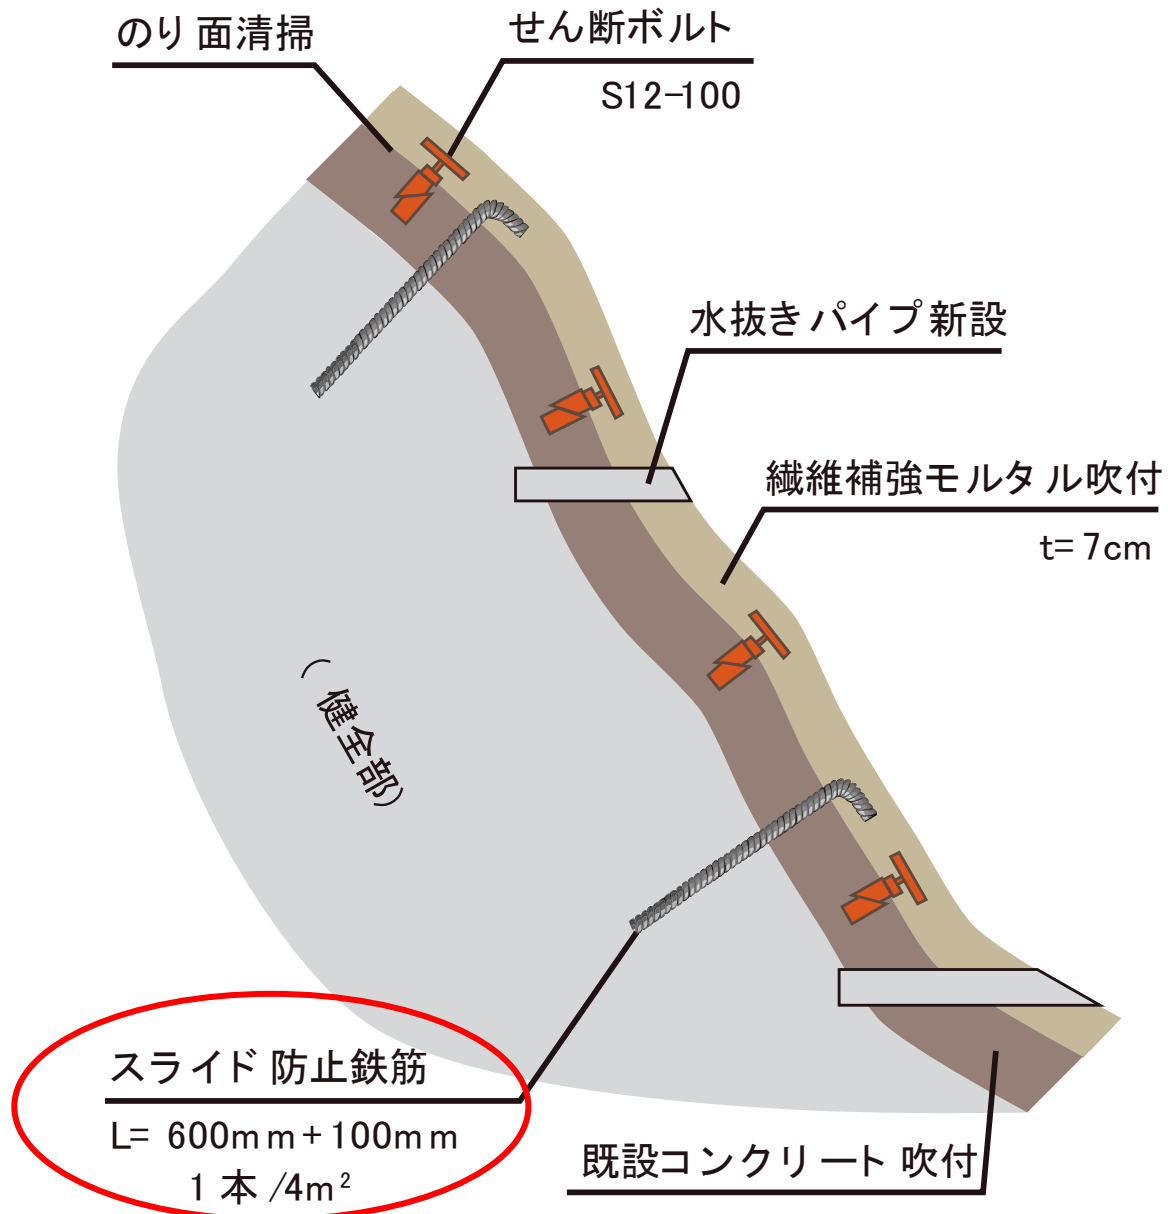 のり面清掃
せん断ボルト
S12-100
水抜きパイプ新設
繊維補強モルタル吹付
t=7cm
(健全部)
スライド防止鉄筋
L= 600mm+100mm
1本/4m²
既設コンクリート吹付